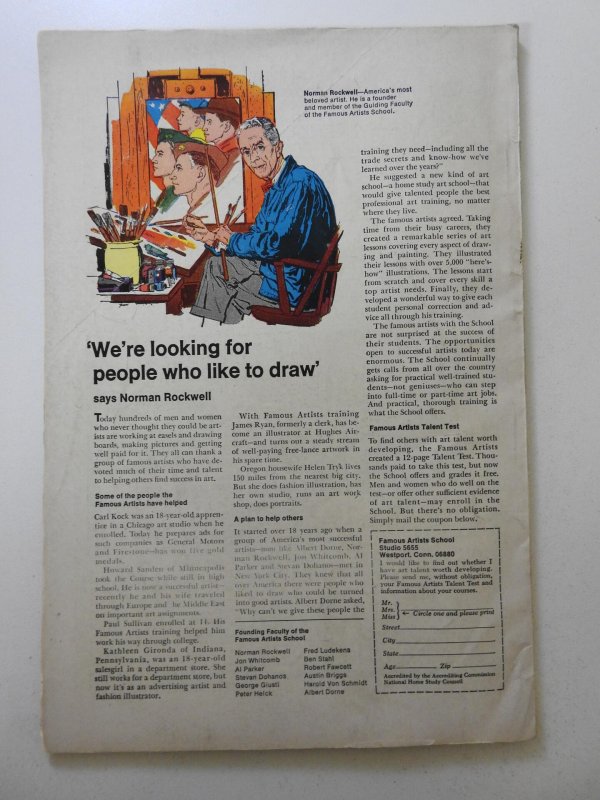 Norman Rockwell—America's most
beloved artist. He is a founder
and member of the Guiding Faculty
of the Famous Artists School.
'We're looking for
people who like to draw'
says Norman Rockwell
Today hundreds of men and women
who never thought they could be art-
ists are working at easels and drawing
boards, making pictures and getting
well paid for it. They all can thank a
group of famous artists who have de-
voted much of their time and talent
to helping others find success in art.
Some of the people the
Famous Artists have helped
Carl Kock was an 18-year-old appren-
tice in a Chicago art studio when he
enrolled. Today he prepares ads for
such companies as General Motors
and Firestone—has won five gold
medals.
Howard Sanden of Minneapolis
took the Course while still in high
school. He is now a successful artist—
recently he and his wife traveled
through Europe and the Middle East
on important art assignments.
Paul Sullivan enrolled at 14. His
Famous Artists training helped him
work his way through college.
Kathleen Gironda of Indiana,
Pennsylvania, was an 18-year-old
salesgirl in a department store. She
still works for a department store, but
now it's as an advertising artist and
fashion illustrator.
With Famous Artists training
James Ryan, formerly a clerk, has be-
come an illustrator at Hughes Air-
craft—and turns out a steady stream
of well-paying free-lance artwork in
his spare time.
Oregon housewife Helen Tryk lives
150 miles from the nearest big city.
But she does fashion illustration, has
her own studio, runs an art work
shop, does portraits.
A plan to help others
It started over 18 years ago when a
group of America's most successful
artists—men like Albert Dorne, Nor-
man Rockwell, Jon Whitcomb, Al
Parker and Stevan Dohanos—met in
New York City. They knew that all
over America there were people who
liked to draw who could be turned
into good artists. Albert Dorne asked,
"Why can't we give these people the
Founding Faculty of the
Famous Artists School
Norman Rockwell
Jon Whitcomb
Al Parker
Stevan Dohanos
George Giusti
Peter Helck
Fred Ludekens
Ben Stahl
Robert Fawcett
Austin Briggs
Harold Von Schmidt
Albert Dorne
training they need—including all the
trade secrets and know-how we've
learned over the years?"
He suggested a new kind of art
school—a home study art school—that
would give talented people the best
professional art training, no matter
where they live.
The famous artists agreed. Taking
time from their busy careers, they
created a remarkable series of art
lessons covering every aspect of draw-
ing and painting. They illustrated
their lessons with over 5,000 "here's-
how" illustrations. The lessons start
from scratch and cover every skill a
top artist needs. Finally, they de-
veloped a wonderful way to give each
student personal correction and ad-
vice all through his training.
The famous artists with the School
are not surprised at the success of
their students. The opportunities
open to successful artists today are
enormous. The School continually
gets calls from all over the country
asking for practical well-trained stu-
dents—not geniuses—who can step
into full-time or part-time art jobs.
And practical, thorough training is
what the School offers.
Famous Artists Talent Test
To find others with art talent worth
developing, the Famous Artists
created a 12-page Talent Test. Thou-
sands paid to take this test, but now
the School offers and grades it free.
Men and women who do well on the
test—or offer other sufficient evidence
of art talent—may enroll in the
School. But there's no obligation.
Simply mail the coupon below.
Famous Artists School
Studio 5655
Westport, Conn. 06880
I would like to find out whether I
have art talent worth developing.
Please send me, without obligation,
your Famous Artists Talent Test and
information about your courses.
Mr.
Mrs. ← Circle one and please print
Miss
Street
City
State
Age Zip
Accredited by the Accrediting Commission
National Home Study Council